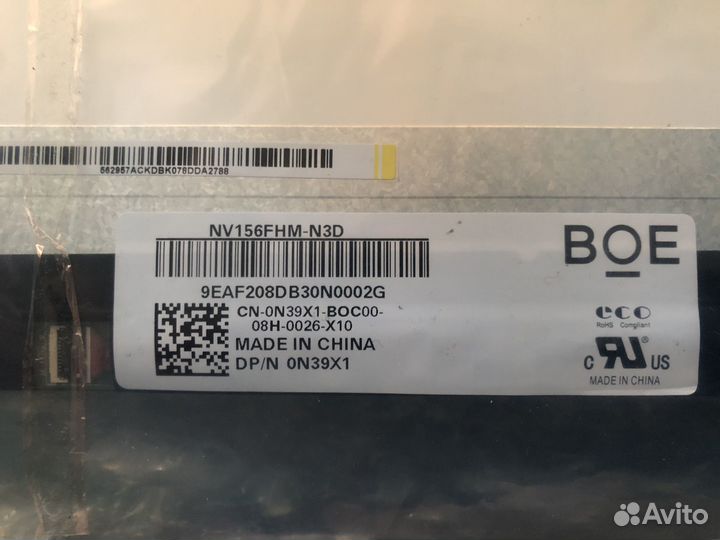 562957ACKDBK078DDA2788
NV156FHM-N3D
BOE
9EAF208DB30N0002G
CN-0N39X1-BOC00-
08H-0026-X10
MADE IN CHINA
DP/N 0N39X1
eco
RoHS Compliant
c RU US
MADE IN CHINA
Avito